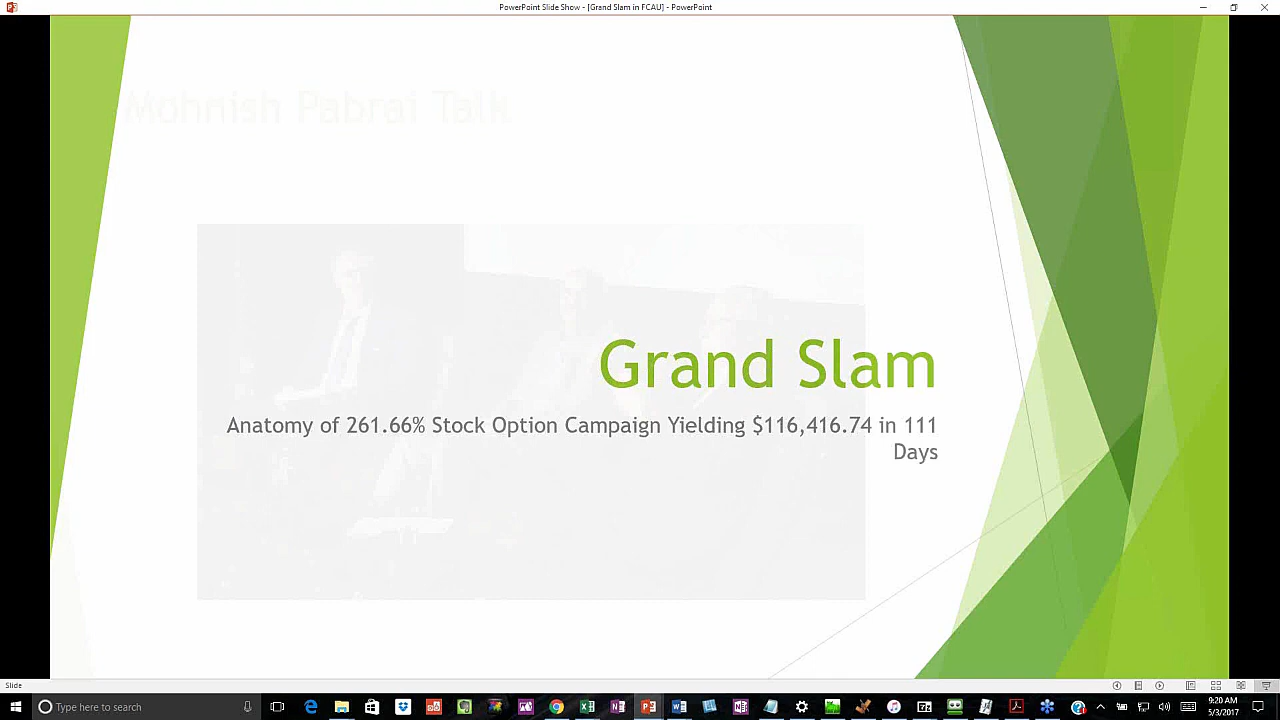 PowerPoint Slide Show - [Grand Slam in FCAU] - PowerPoint
Mohnish Pabrai Talk
Grand Slam
Anatomy of 261.66% Stock Option Campaign Yielding $116,416.74 in 111
Days
Slide
Type here to search
9:20 AM
5/3/2017